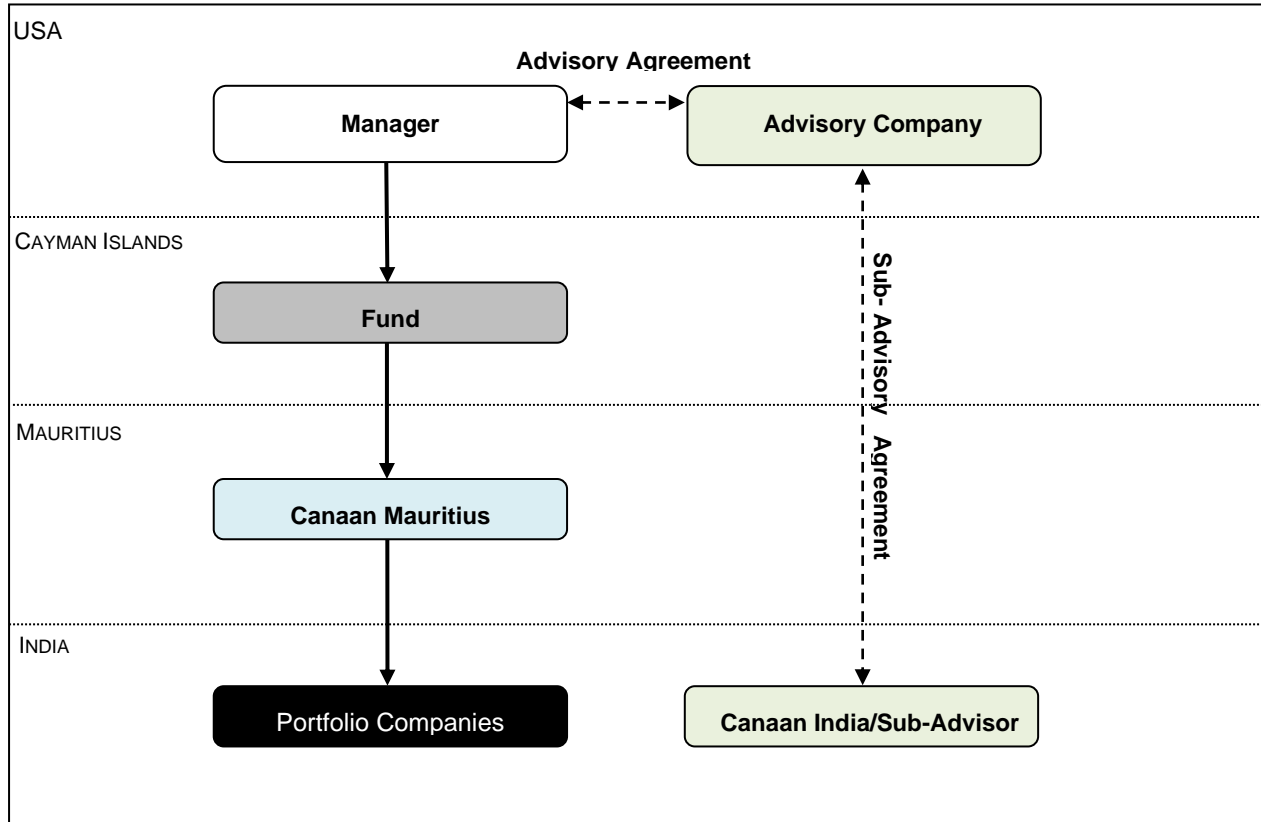 USA
Advisory Agreement
Manager
Advisory Company
CAYMAN ISLANDS
Fund
Sub- Advisory Agreement
MAURITIUS
Canaan Mauritius
INDIA
Portfolio Companies
Canaan India/Sub-Advisor